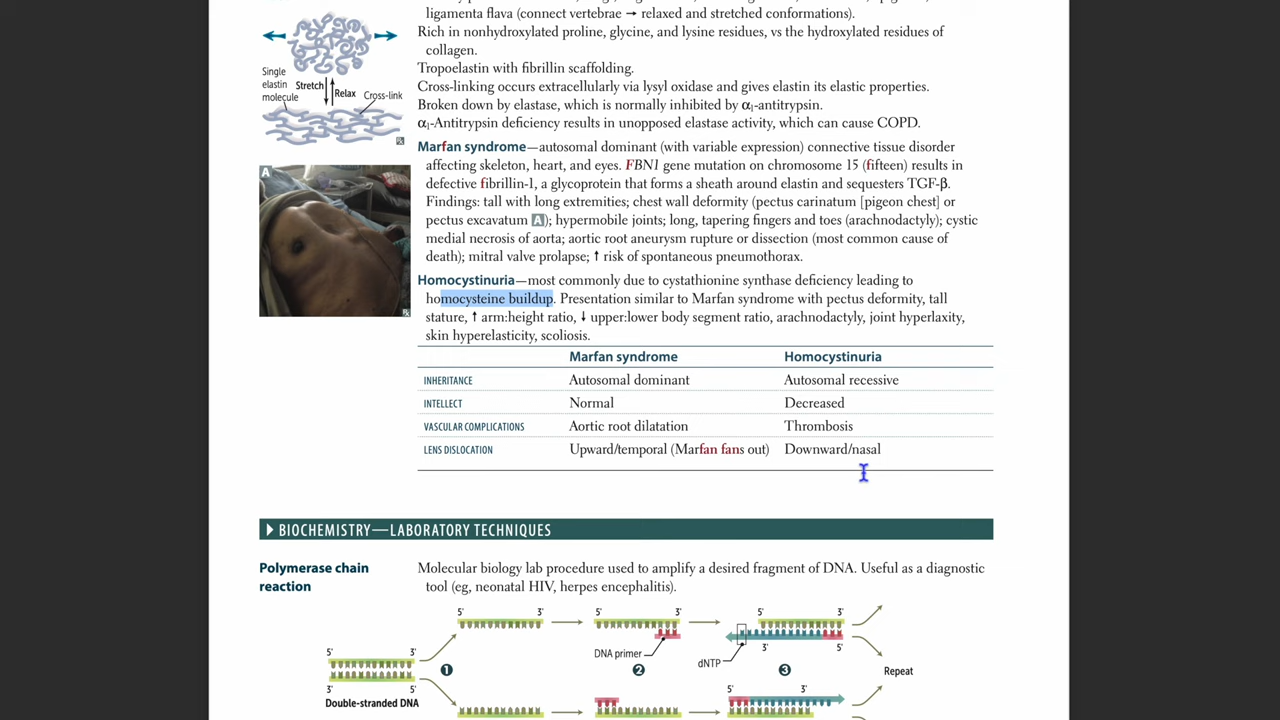 ligamenta flava (connect vertebrae → relaxed and stretched conformations).
Rich in nonhydroxylated proline, glycine, and lysine residues, vs the hydroxylated residues of
collagen.
Tropoelastin with fibrillin scaffolding.
Cross-linking occurs extracellularly via lysyl oxidase and gives elastin its elastic properties.
Broken down by elastase, which is normally inhibited by α₁-antitrypsin.
α₁-Antitrypsin deficiency results in unopposed elastase activity, which can cause COPD.
Single
elastin
molecule
Stretch
Relax
Cross-link
A
Marfan syndrome—autosomal dominant (with variable expression) connective tissue disorder
affecting skeleton, heart, and eyes. FBN1 gene mutation on chromosome 15 (fifteen) results in
defective fibrillin-1, a glycoprotein that forms a sheath around elastin and sequesters TGF-β.
Findings: tall with long extremities; chest wall deformity (pectus carinatum [pigeon chest] or
pectus excavatum A); hypermobile joints; long, tapering fingers and toes (arachnodactyly); cystic
medial necrosis of aorta; aortic root aneurysm rupture or dissection (most common cause of
death); mitral valve prolapse; ↑ risk of spontaneous pneumothorax.
Homocystinuria—most commonly due to cystathionine synthase deficiency leading to
homocysteine buildup. Presentation similar to Marfan syndrome with pectus deformity, tall
stature, ↑ arm:height ratio, ↓ upper:lower body segment ratio, arachnodactyly, joint hyperlaxity,
skin hyperelasticity, scoliosis.
Marfan syndrome Homocystinuria
INHERITANCE Autosomal dominant Autosomal recessive
INTELLECT Normal Decreased
VASCULAR COMPLICATIONS Aortic root dilatation Thrombosis
LENS DISLOCATION Upward/temporal (Marfan fans out) Downward/nasal
BIOCHEMISTRY—LABORATORY TECHNIQUES
Polymerase chain
reaction
Molecular biology lab procedure used to amplify a desired fragment of DNA. Useful as a diagnostic
tool (eg, neonatal HIV, herpes encephalitis).
5' 3' 5' 3' 5' 3'
DNA primer
dNTP
3' 5'
5' 3'
1 2 3
Repeat
3' 5'
Double-stranded DNA
5' 3'